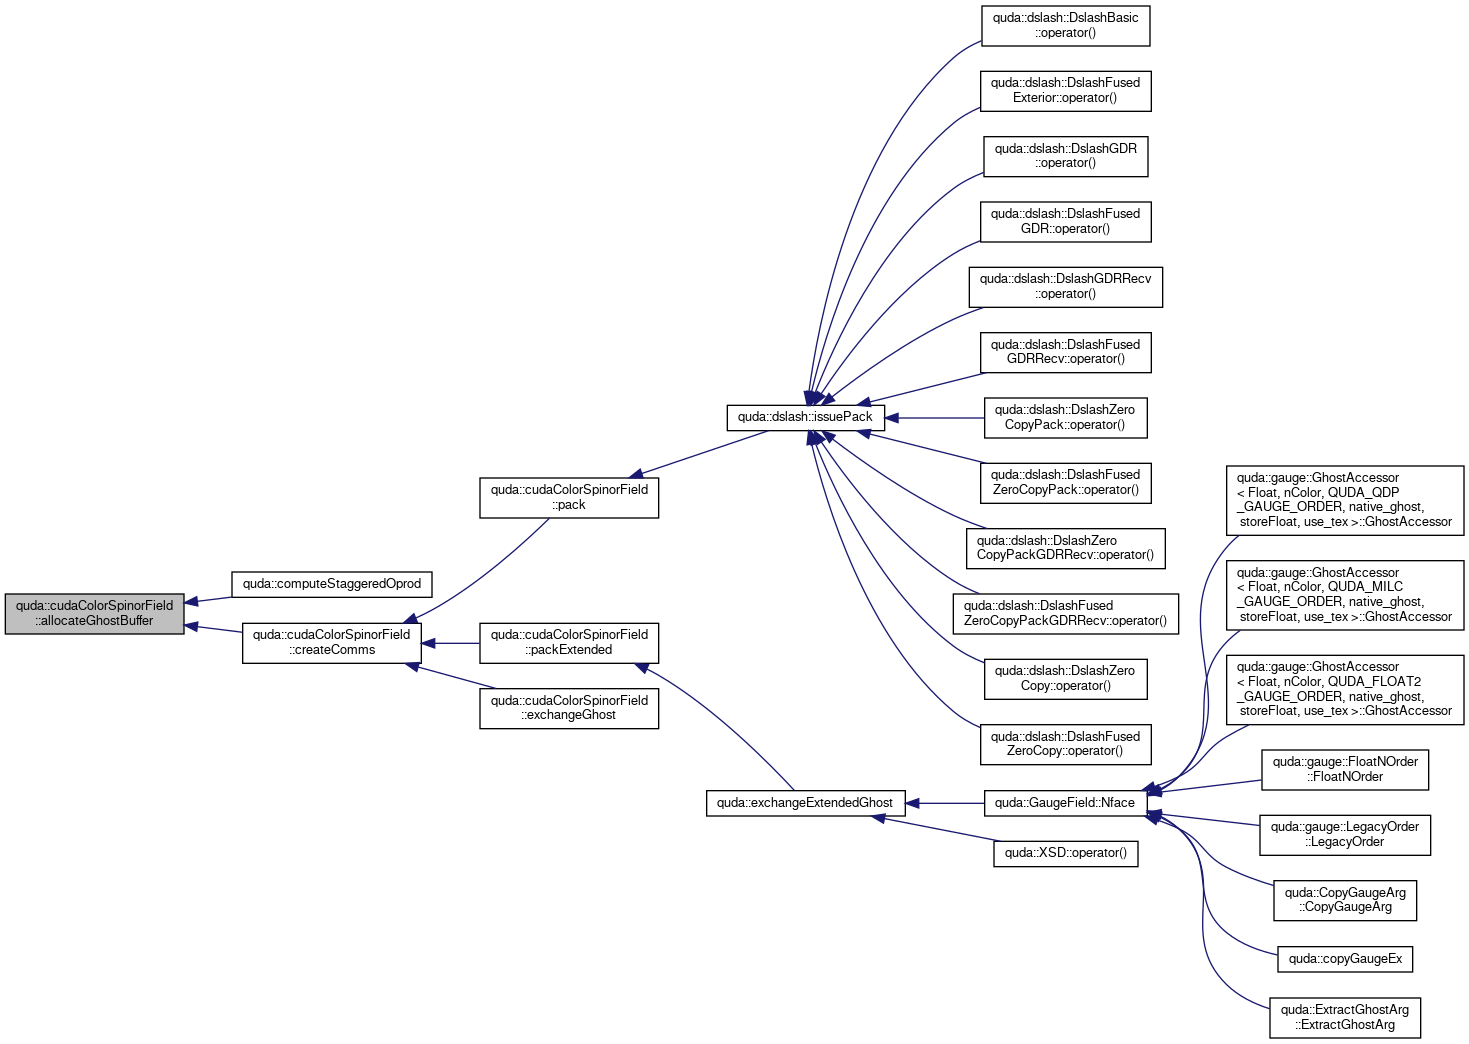 quda::dslash::DslashBasic
::operator()
quda::dslash::DslashFused
Exterior::operator()
quda::dslash::DslashGDR
::operator()
quda::dslash::DslashFused
GDR::operator()
quda::dslash::DslashGDRRecv
::operator()
quda::dslash::DslashFused
GDRRecv::operator()
quda::dslash::issuePack
quda::dslash::DslashZero
CopyPack::operator()
quda::dslash::DslashFused
ZeroCopyPack::operator()
quda::cudaColorSpinorField
::pack
quda::dslash::DslashZero
CopyPackGDRRecv::operator()
quda::computeStaggeredOprod
quda::cudaColorSpinorField
::allocateGhostBuffer
quda::cudaColorSpinorField
::createComms
quda::cudaColorSpinorField
::packExtended
quda::cudaColorSpinorField
::exchangeGhost
quda::dslash::DslashFused
ZeroCopyPackGDRRecv::operator()
quda::dslash::DslashZero
Copy::operator()
quda::dslash::DslashFused
ZeroCopy::operator()
quda::exchangeExtendedGhost
quda::GaugeField::Nface
quda::XSD::operator()
quda::gauge::GhostAccessor
< Float, nColor, QUDA_QDP
_GAUGE_ORDER, native_ghost,
storeFloat, use_tex >::GhostAccessor
quda::gauge::GhostAccessor
< Float, nColor, QUDA_MILC
_GAUGE_ORDER, native_ghost,
storeFloat, use_tex >::GhostAccessor
quda::gauge::GhostAccessor
< Float, nColor, QUDA_FLOAT2
_GAUGE_ORDER, native_ghost,
storeFloat, use_tex >::GhostAccessor
quda::gauge::FloatNOrder
::FloatNOrder
quda::gauge::LegacyOrder
::LegacyOrder
quda::CopyGaugeArg
::CopyGaugeArg
quda::copyGaugeEx
quda::ExtractGhostArg
::ExtractGhostArg